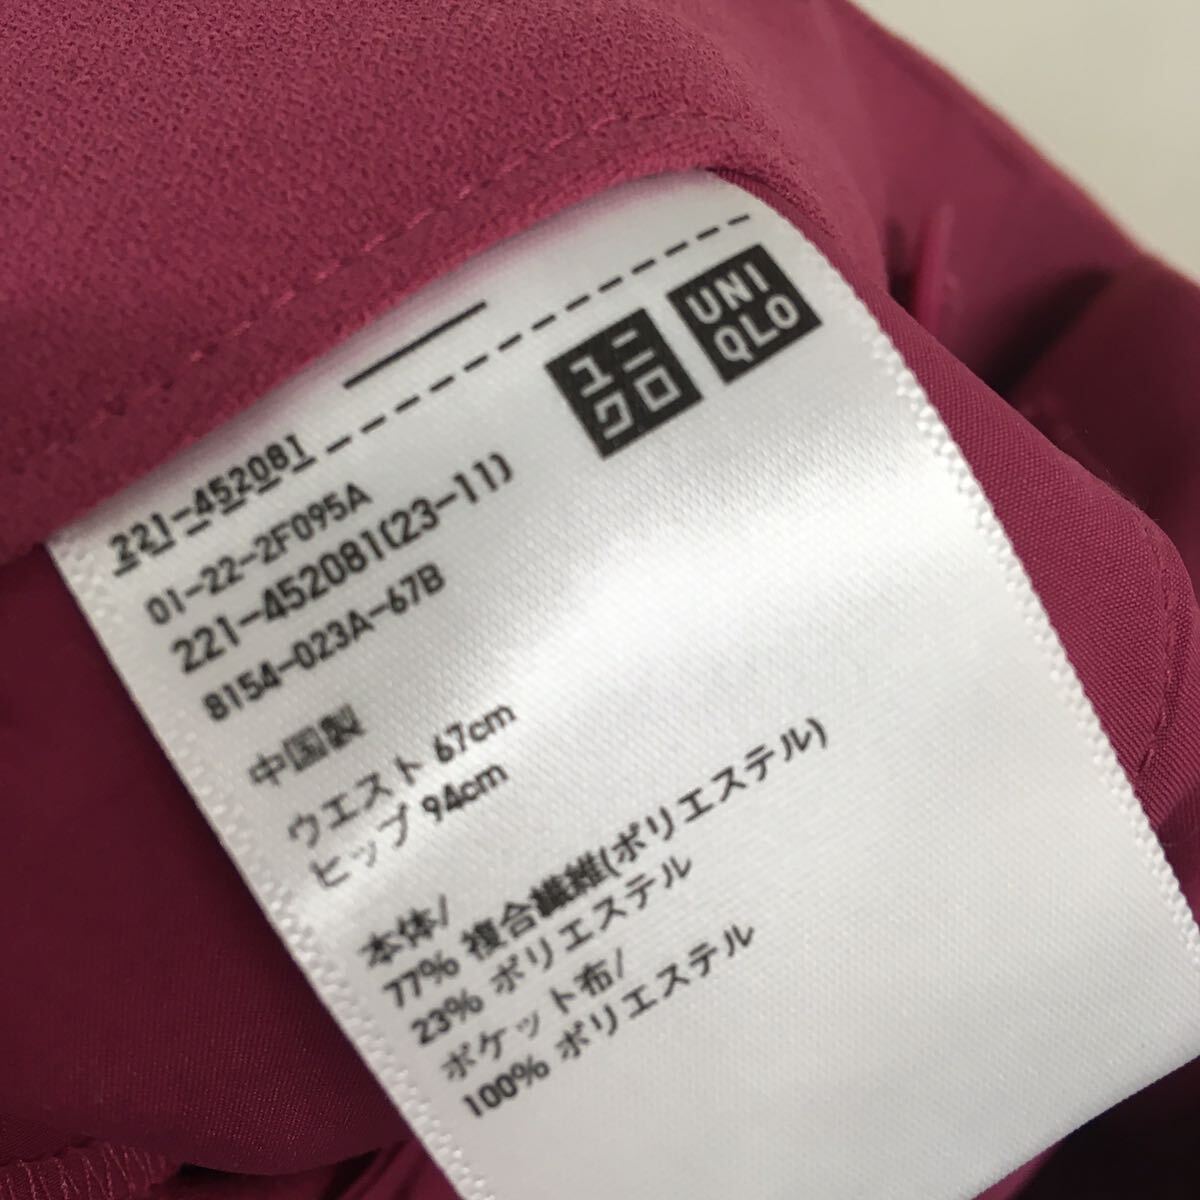 ユニ
クロ
UNI
QLO
221-452081
01-22-2F095A
221-452081(23-11)
8154-023A-67B
中国製
ウエスト 67cm
ヒップ 94cm
本体/
77% 複合繊維(ポリエステル)
23% ポリエステル
ポケット布/
100% ポリエステル